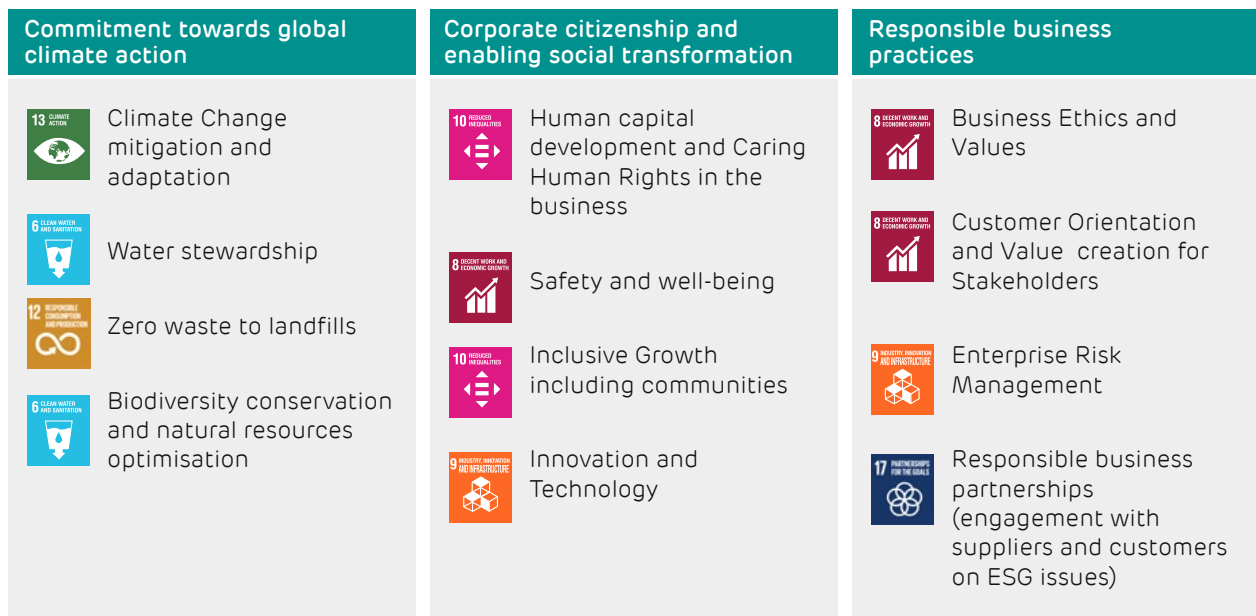 Commitment towards global
climate action
13 CLIMATE
ACTION
Climate Change
mitigation and
adaptation
6 CLEAN WATER
AND SANITATION
Water stewardship
12 RESPONSIBLE
CONSUMPTION
AND PRODUCTION
Zero waste to landfills
6 CLEAN WATER
AND SANITATION
Biodiversity conservation
and natural resources
optimisation
Corporate citizenship and
enabling social transformation
10 REDUCED
INEQUALITIES
Human capital
development and Caring
Human Rights in the
business
8 DECENT WORK AND
ECONOMIC GROWTH
Safety and well-being
10 REDUCED
INEQUALITIES
Inclusive Growth
including communities
9 INDUSTRY, INNOVATION
AND INFRASTRUCTURE
Innovation and
Technology
Responsible business
practices
8 DECENT WORK AND
ECONOMIC GROWTH
Business Ethics and
Values
8 DECENT WORK AND
ECONOMIC GROWTH
Customer Orientation
and Value creation for
Stakeholders
9 INDUSTRY, INNOVATION
AND INFRASTRUCTURE
Enterprise Risk
Management
17 PARTNERSHIPS
FOR THE GOALS
Responsible business
partnerships
(engagement with
suppliers and customers
on ESG issues)